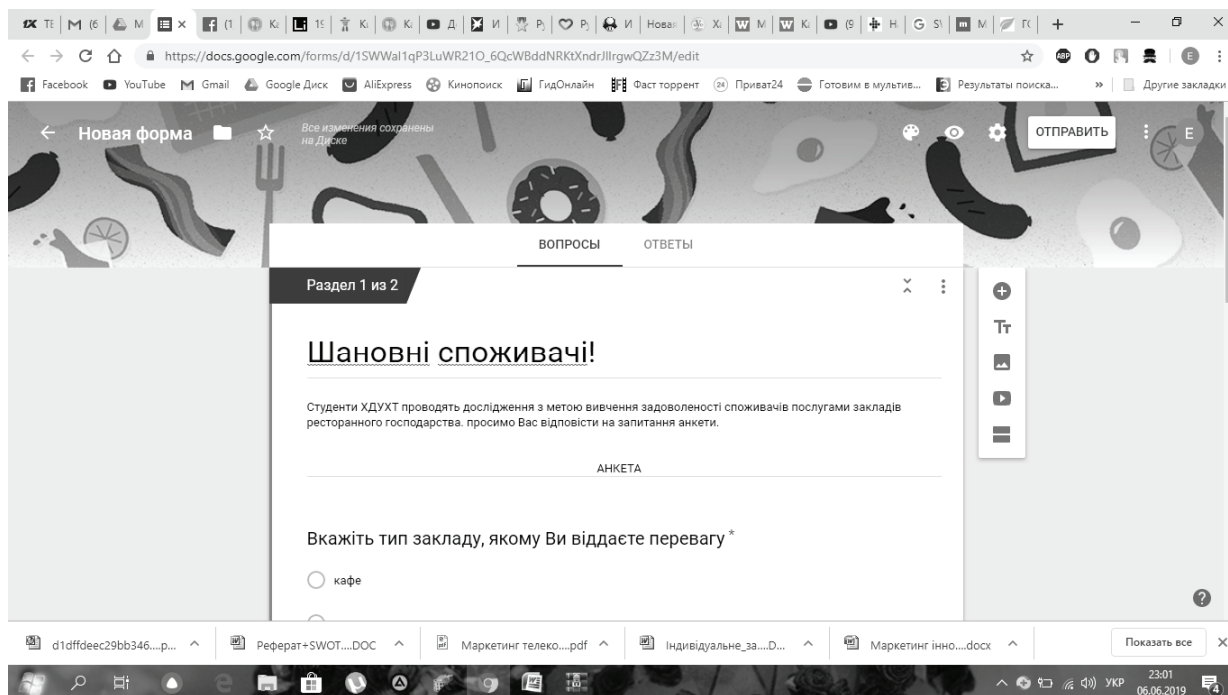 https://docs.google.com/forms/d/1SWWal1qP3LuWR21O_6QcWBddNRKtXndrJIlrgwQZz3M/edit
Facebook YouTube Gmail Google Диск AliExpress Кинопоиск ГидОнлайн Фаст торрент Приват24 Готовим в мультив... Результаты поиска... » Другие закладки
Новая форма
Все изменения сохранены
на Диске
ОТПРАВИТЬ
E
ВОПРОСЫ ОТВЕТЫ
Раздел 1 из 2
Шановні споживачі!
Студенти ХДУХТ проводять дослідження з метою вивчення задоволеності споживачів послугами закладів
ресторанного господарства. просимо Вас відповісти на запитання анкети.
АНКЕТА
Вкажіть тип закладу, якому Ви віддаєте перевагу *
кафе
d1dffdeec29bb346....p... Реферат+SWOT....DOC Маркетинг телеко....pdf Індивідуальне_за....D... Маркетинг інно....docx Показать все
УКР
23:01
06.06.2019